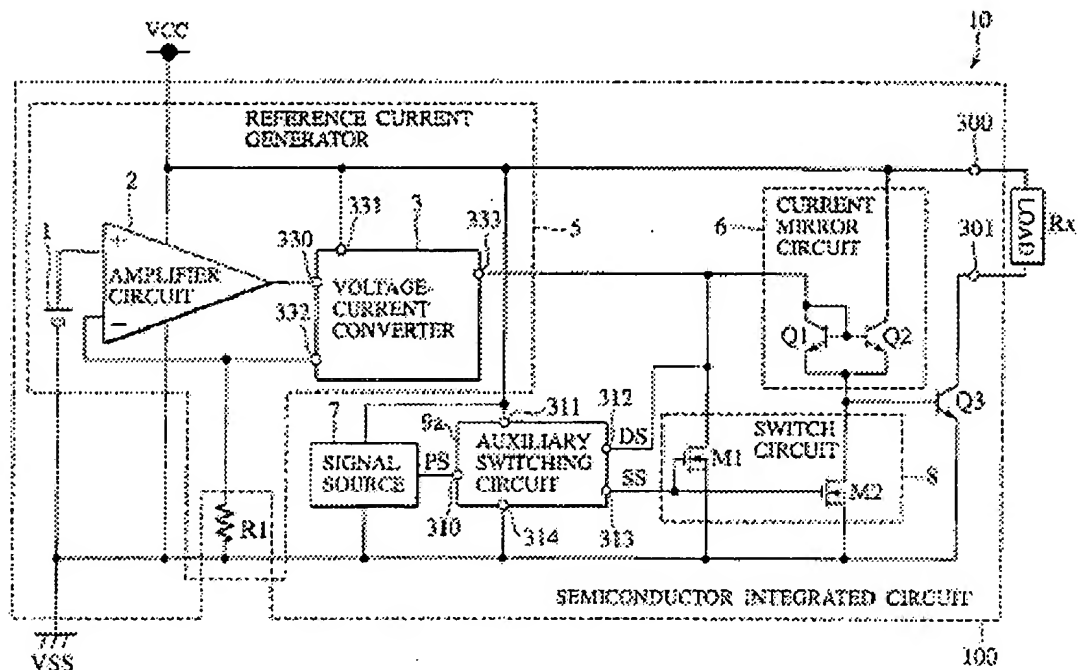 10
VCC
REFERENCE CURRENT
GENERATOR
300
2
331
3
333
5
6
CURRENT
MIRROR
CIRCUIT
LOAD
Rx
1
+
330
301
AMPLIFIER
CIRCUIT
VOLTAGE-
CURRENT
CONVERTER
−
332
Q1
Q2
7
9a
311
312
Q3
SIGNAL
SOURCE
PS
AUXILIARY
SWITCHING
CIRCUIT
DS
SWITCH
CIRCUIT
M1
SS
M2
8
310
314
313
R1
SEMICONDUCTOR INTEGRATED CIRCUIT
VSS
100